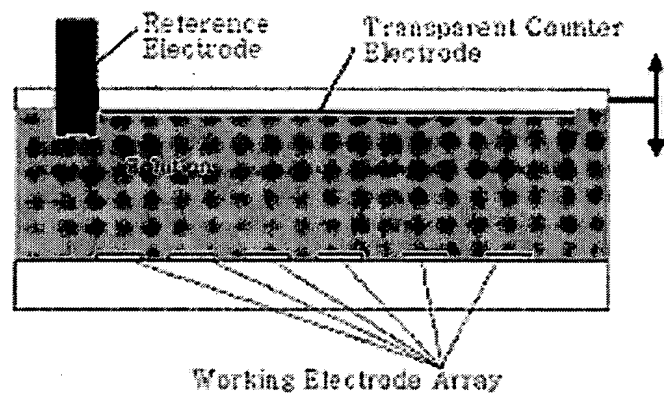 Reference
Electrode
Transparent Counter
Electrode
Solution
Working Electrode Array